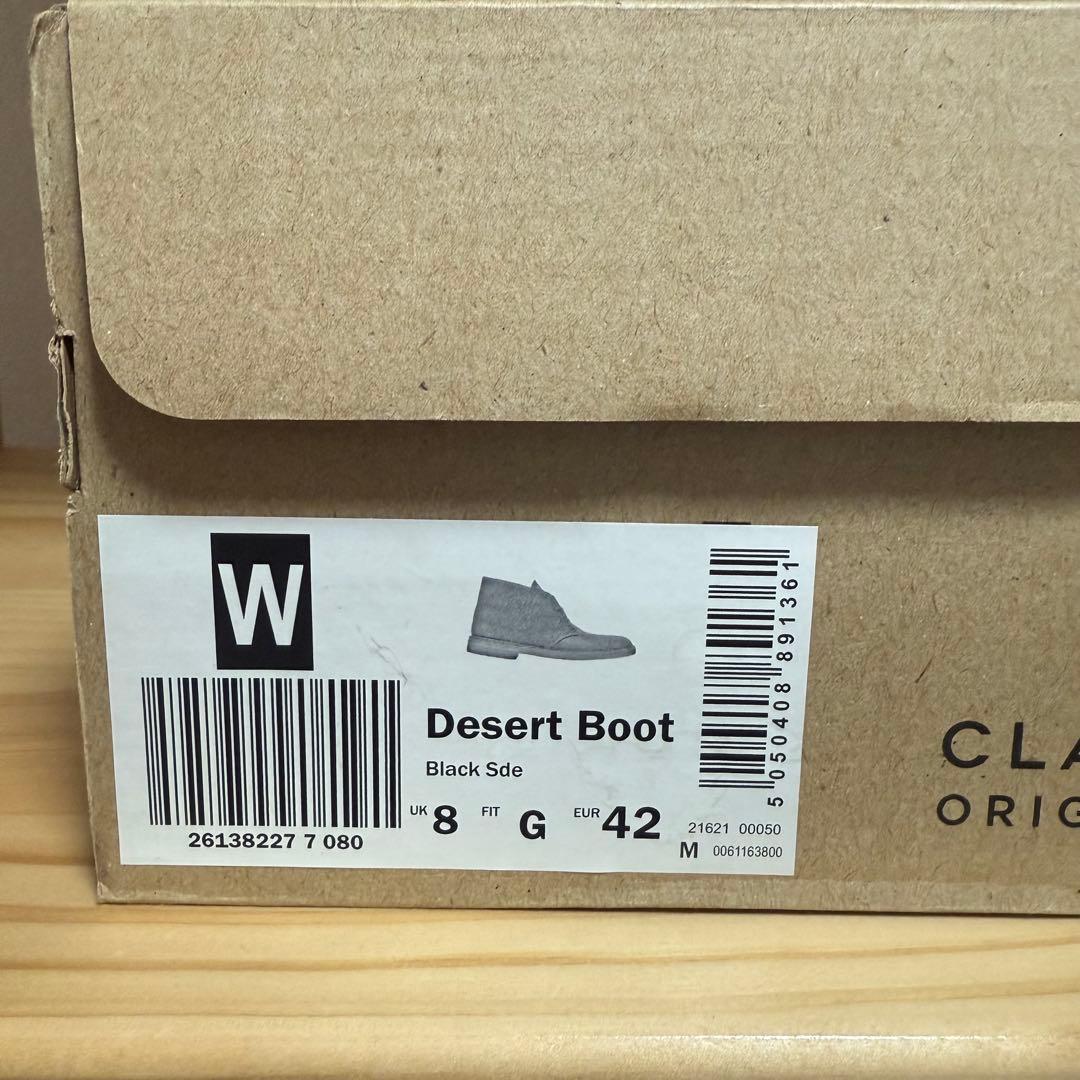 W
26138227 7 080
Desert Boot
Black Sde
UK 8 FIT G EUR 42
5 050408 891361
21621 00050
M 0061163800
CLA
ORIG